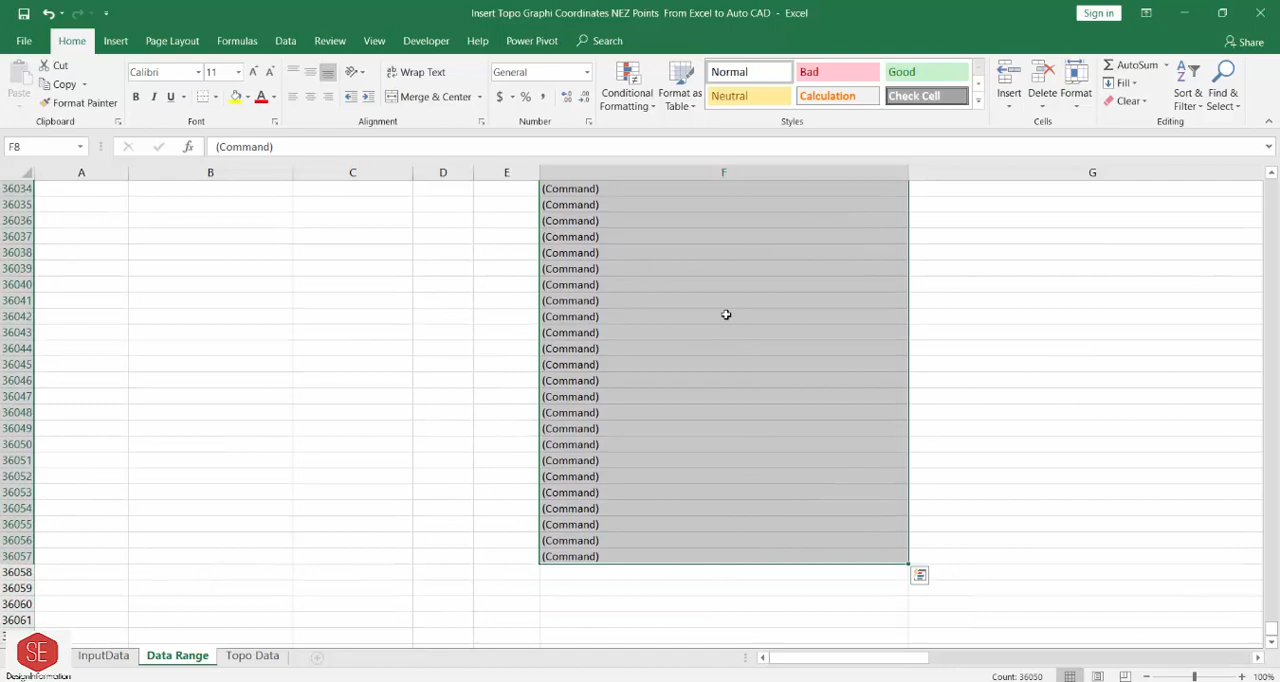 Insert Topo Graphi Coordinates NEZ Points From Excel to Auto CAD - Excel
Sign in
File Home Insert Page Layout Formulas Data Review View Developer Help Power Pivot Search Share
Paste
Cut
Copy
Format Painter
Clipboard
Calibri 11
B I U
Font
Wrap Text
Merge & Center
Alignment
General
$ % ,
Number
Conditional Formatting
Format as Table
Normal Bad Good
Neutral Calculation Check Cell
Styles
Insert Delete Format
Cells
AutoSum
Fill
Clear
Sort & Filter
Find & Select
Editing
F8 fx (Command)
A B C D E F G
36034 (Command)
36035 (Command)
36036 (Command)
36037 (Command)
36038 (Command)
36039 (Command)
36040 (Command)
36041 (Command)
36042 (Command)
36043 (Command)
36044 (Command)
36045 (Command)
36046 (Command)
36047 (Command)
36048 (Command)
36049 (Command)
36050 (Command)
36051 (Command)
36052 (Command)
36053 (Command)
36054 (Command)
36055 (Command)
36056 (Command)
36057 (Command)
36058
36059
36060
36061
SE
DesignInformation
InputData Data Range Topo Data
Count: 36050
100%